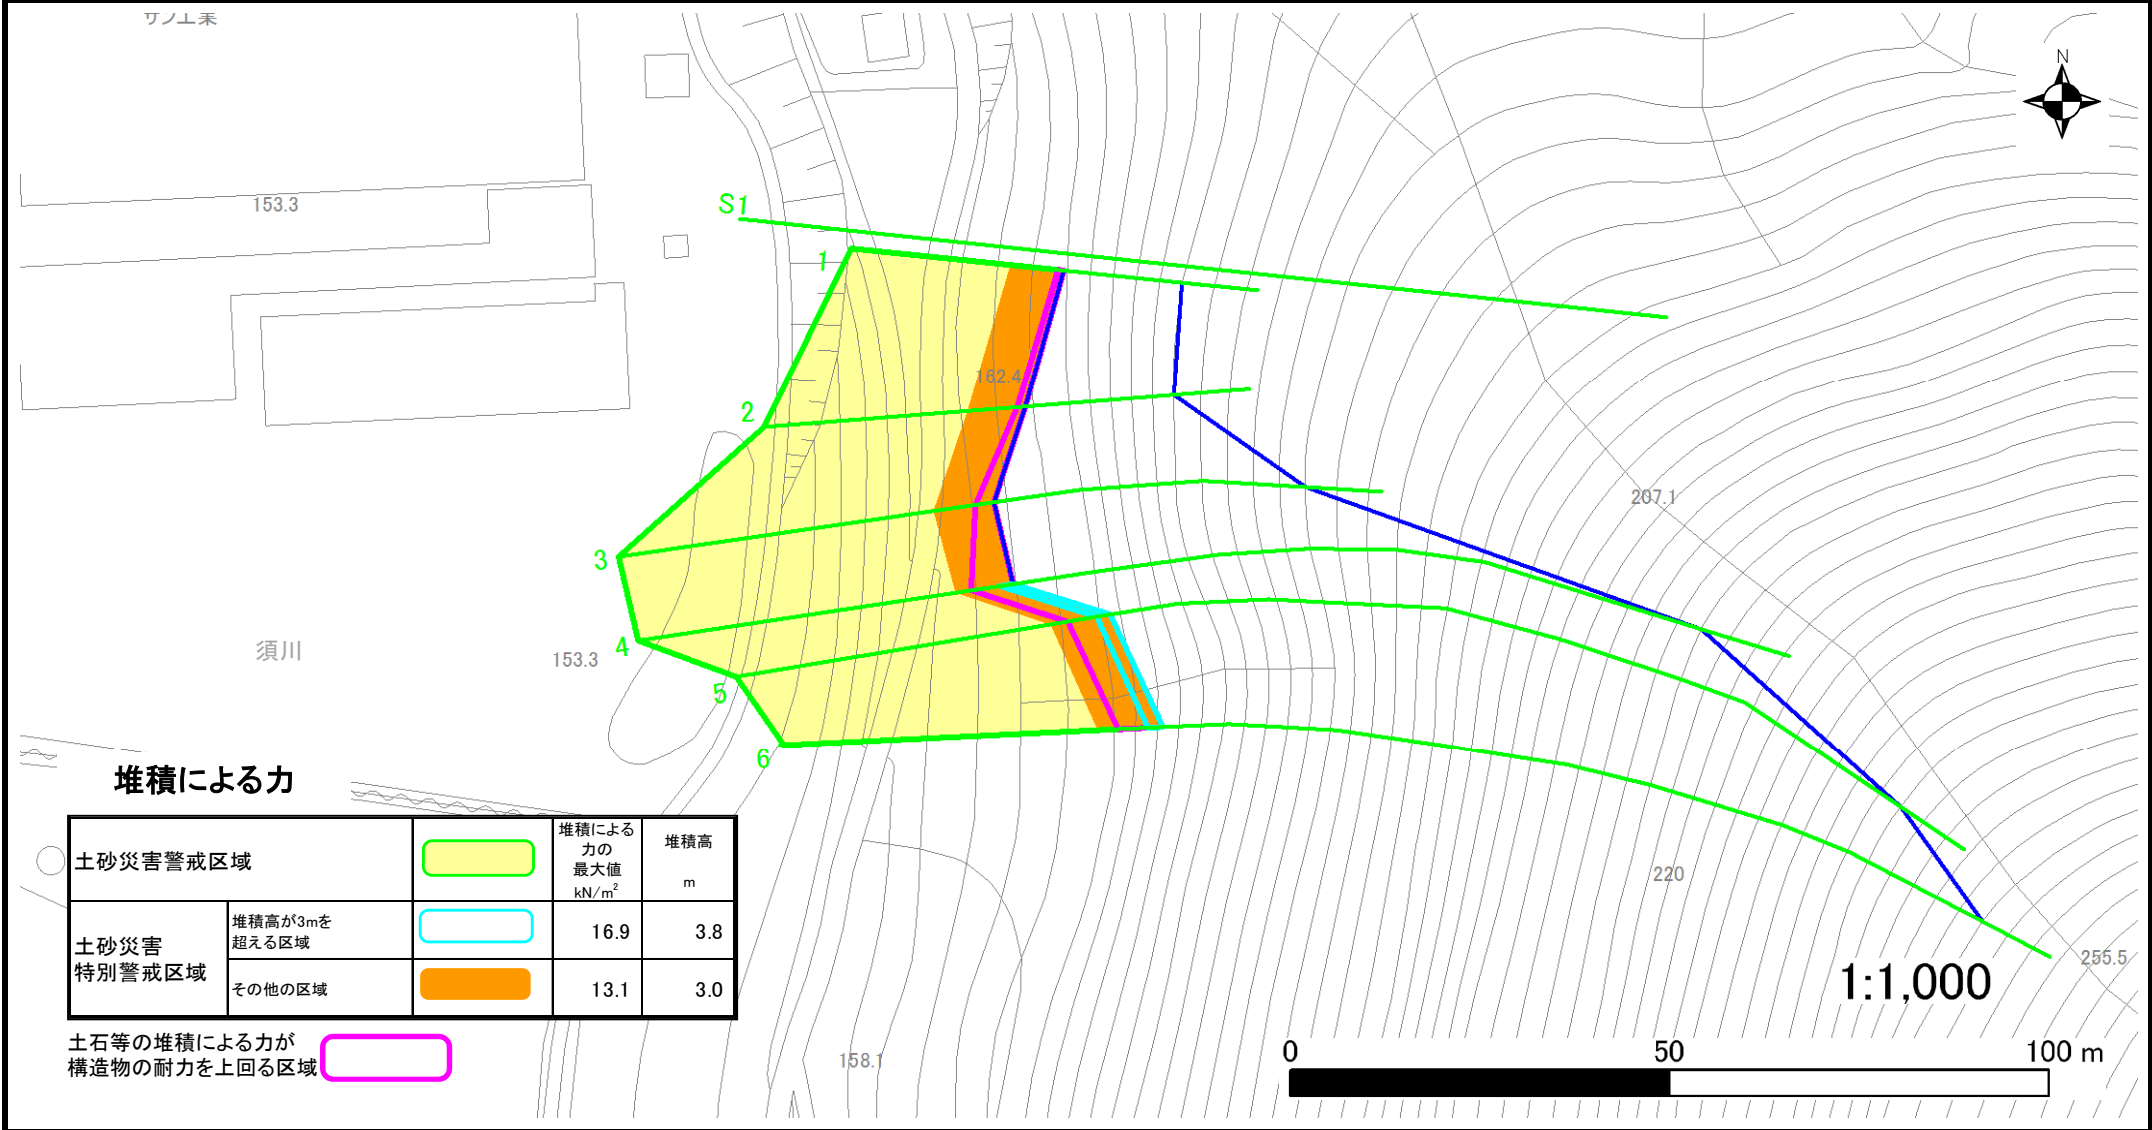 サン工業
N
153.3
S1
1
162.4
2
207.1
3
須川
153.3
4
5
6
堆積による力
土砂災害警戒区域
堆積による
力の
最大値
kN/m²
堆積高
m
土砂災害
特別警戒区域
堆積高が3mを
超える区域
16.9
3.8
その他の区域
13.1
3.0
土石等の堆積による力が
構造物の耐力を上回る区域
158.1
220
255.5
1:1,000
0
50
100 m